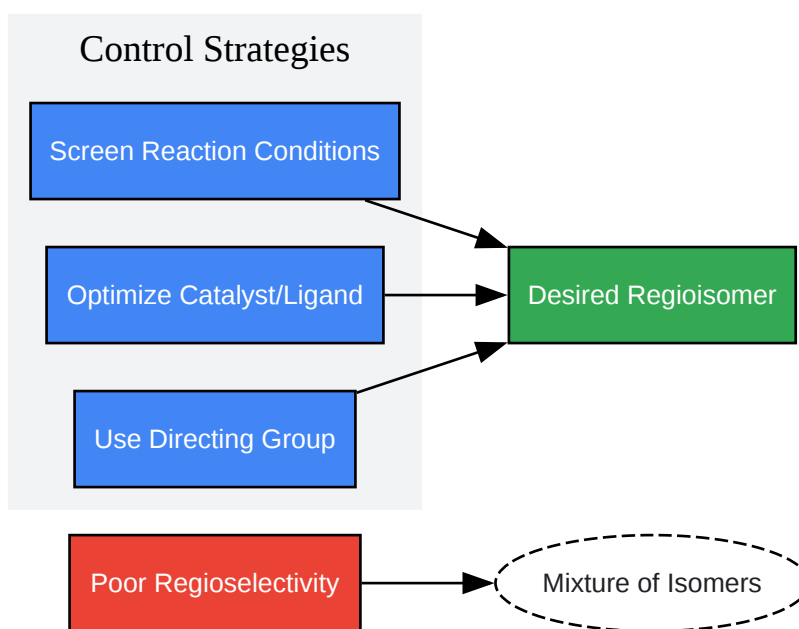 Control Strategies
Screen Reaction Conditions
Optimize Catalyst/Ligand
Desired Regioisomer
Use Directing Group
Poor Regioselectivity
Mixture of Isomers